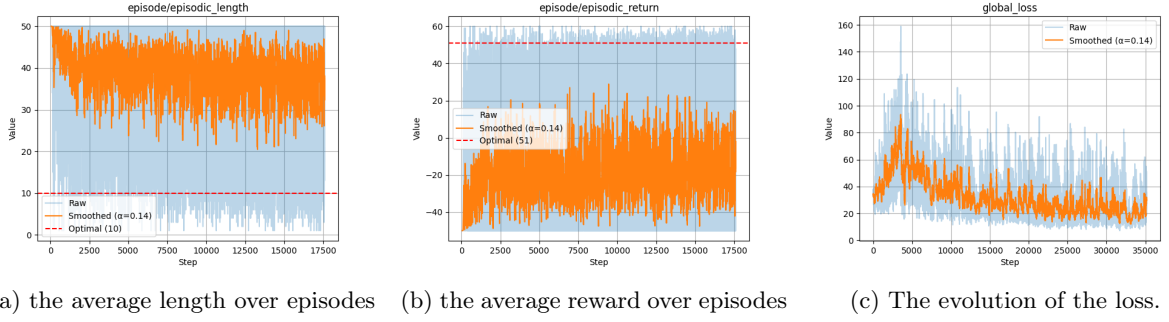 episode/episodic_length
50
40
30
20
10
0
Value
Raw
Smoothed (α=0.14)
Optimal (10)
0
2500
5000
7500
10000
12500
15000
17500
Step
episode/episodic_return
60
40
20
0
−20
−40
Value
Raw
Smoothed (α=0.14)
Optimal (51)
0
2500
5000
7500
10000
12500
15000
17500
Step
global_loss
160
140
120
100
80
60
40
20
0
Value
Raw
Smoothed (α=0.14)
0
5000
10000
15000
20000
25000
30000
35000
Step
a) the average length over episodes
(b) the average reward over episodes
(c) The evolution of the loss.